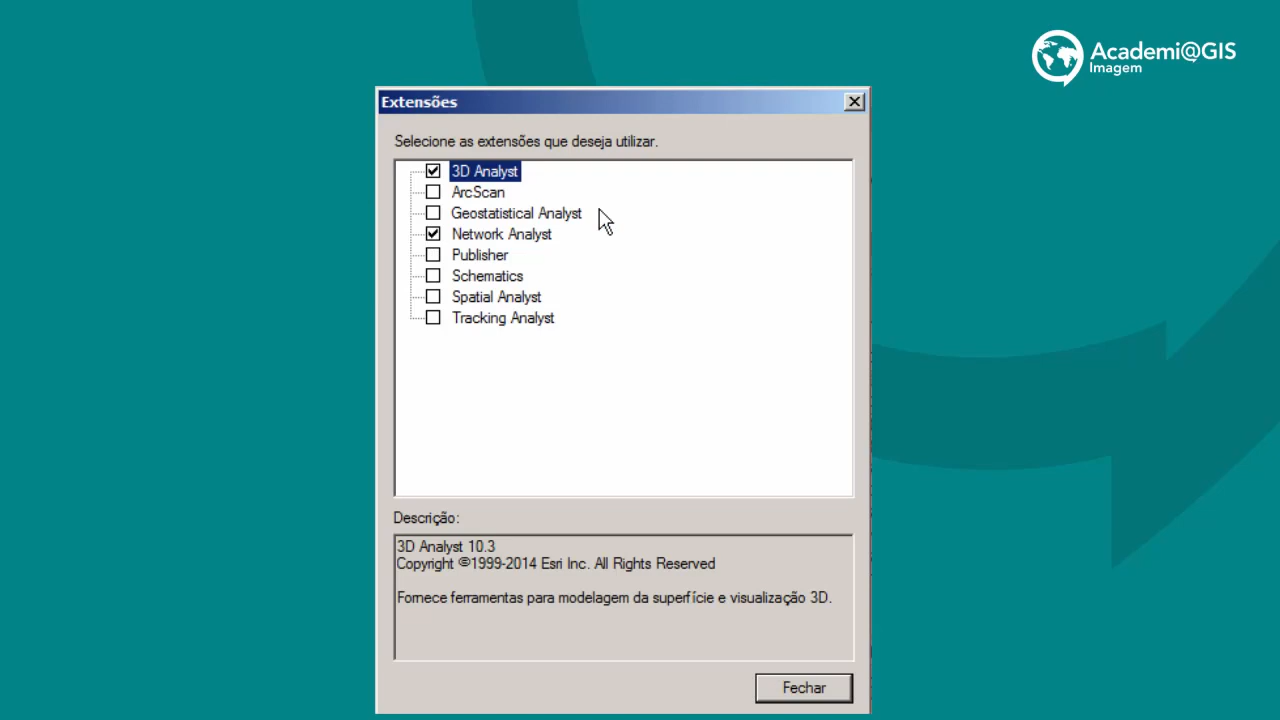 Academi@GIS
Imagem
Extensões
Selecione as extensões que deseja utilizar.
3D Analyst
ArcScan
Geostatistical Analyst
Network Analyst
Publisher
Schematics
Spatial Analyst
Tracking Analyst
Descrição:
3D Analyst 10.3
Copyright ©1999-2014 Esri Inc. All Rights Reserved
Fornece ferramentas para modelagem da superfície e visualização 3D.
Fechar